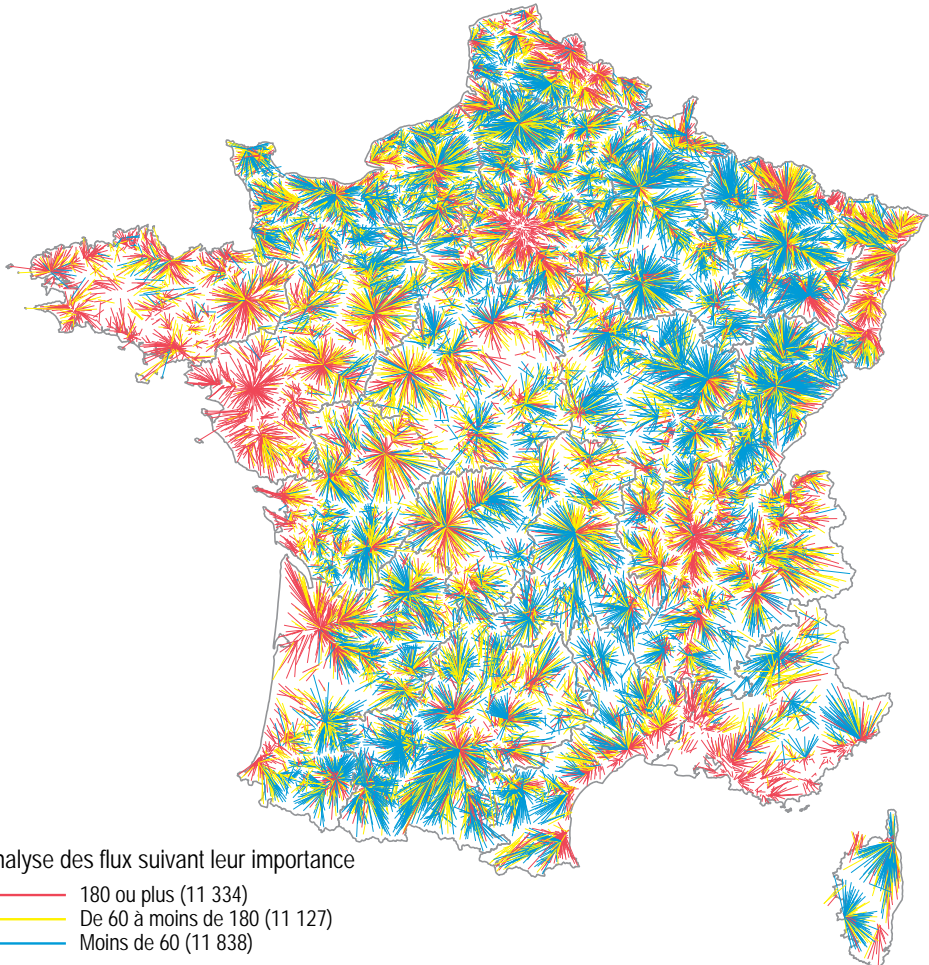 nalyse des flux suivant leur importance
180 ou plus (11 334)
De 60 à moins de 180 (11 127)
Moins de 60 (11 838)